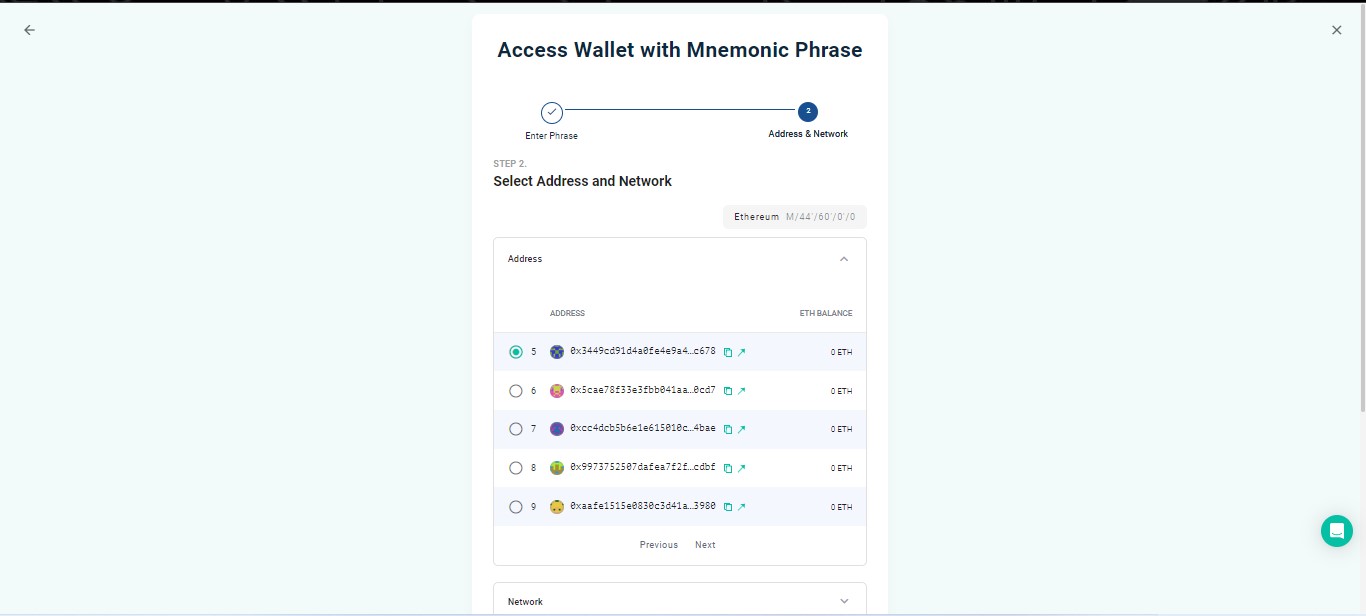 Access Wallet with Mnemonic Phrase
2
Enter Phrase
Address & Network
STEP 2.
Select Address and Network
Ethereum M/44'/60'/0'/0
Address
ADDRESS ETH BALANCE
5 0x3449cd91d4a0fe4e9a4…c678 0 ETH
6 0x5cae78f33e3fbb041aa…0cd7 0 ETH
7 0xcc4dcb5b6e1e615010c…4bae 0 ETH
8 0x9973752507dafea7f2f…cdbf 0 ETH
9 0xaafe1515e0830c3d41a…3980 0 ETH
Previous Next
Network